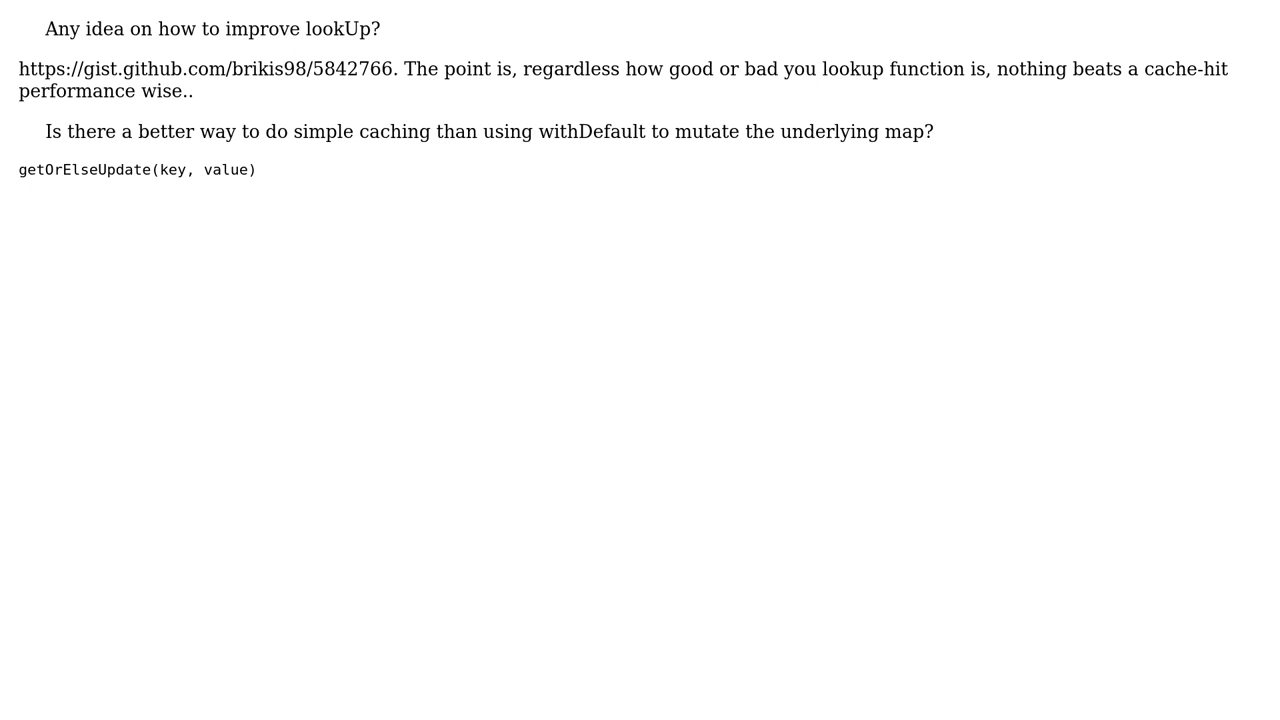 Any idea on how to improve lookUp?
https://gist.github.com/brikis98/5842766. The point is, regardless how good or bad you lookup function is, nothing beats a cache-hit
performance wise..
Is there a better way to do simple caching than using withDefault to mutate the underlying map?
getOrElseUpdate(key, value)